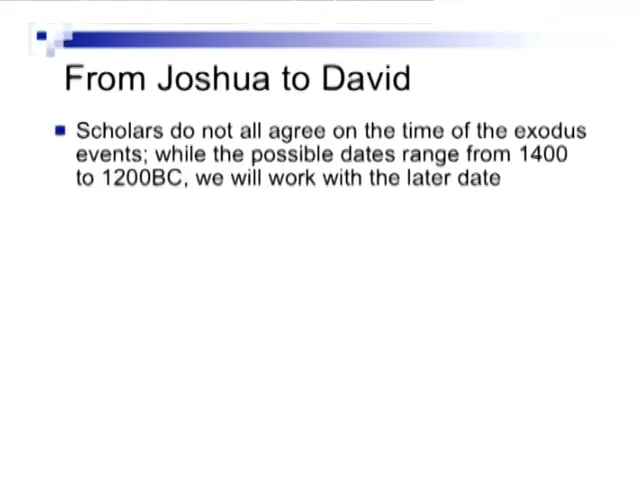 From Joshua to David
Scholars do not all agree on the time of the exodus
events; while the possible dates range from 1400
to 1200BC, we will work with the later date